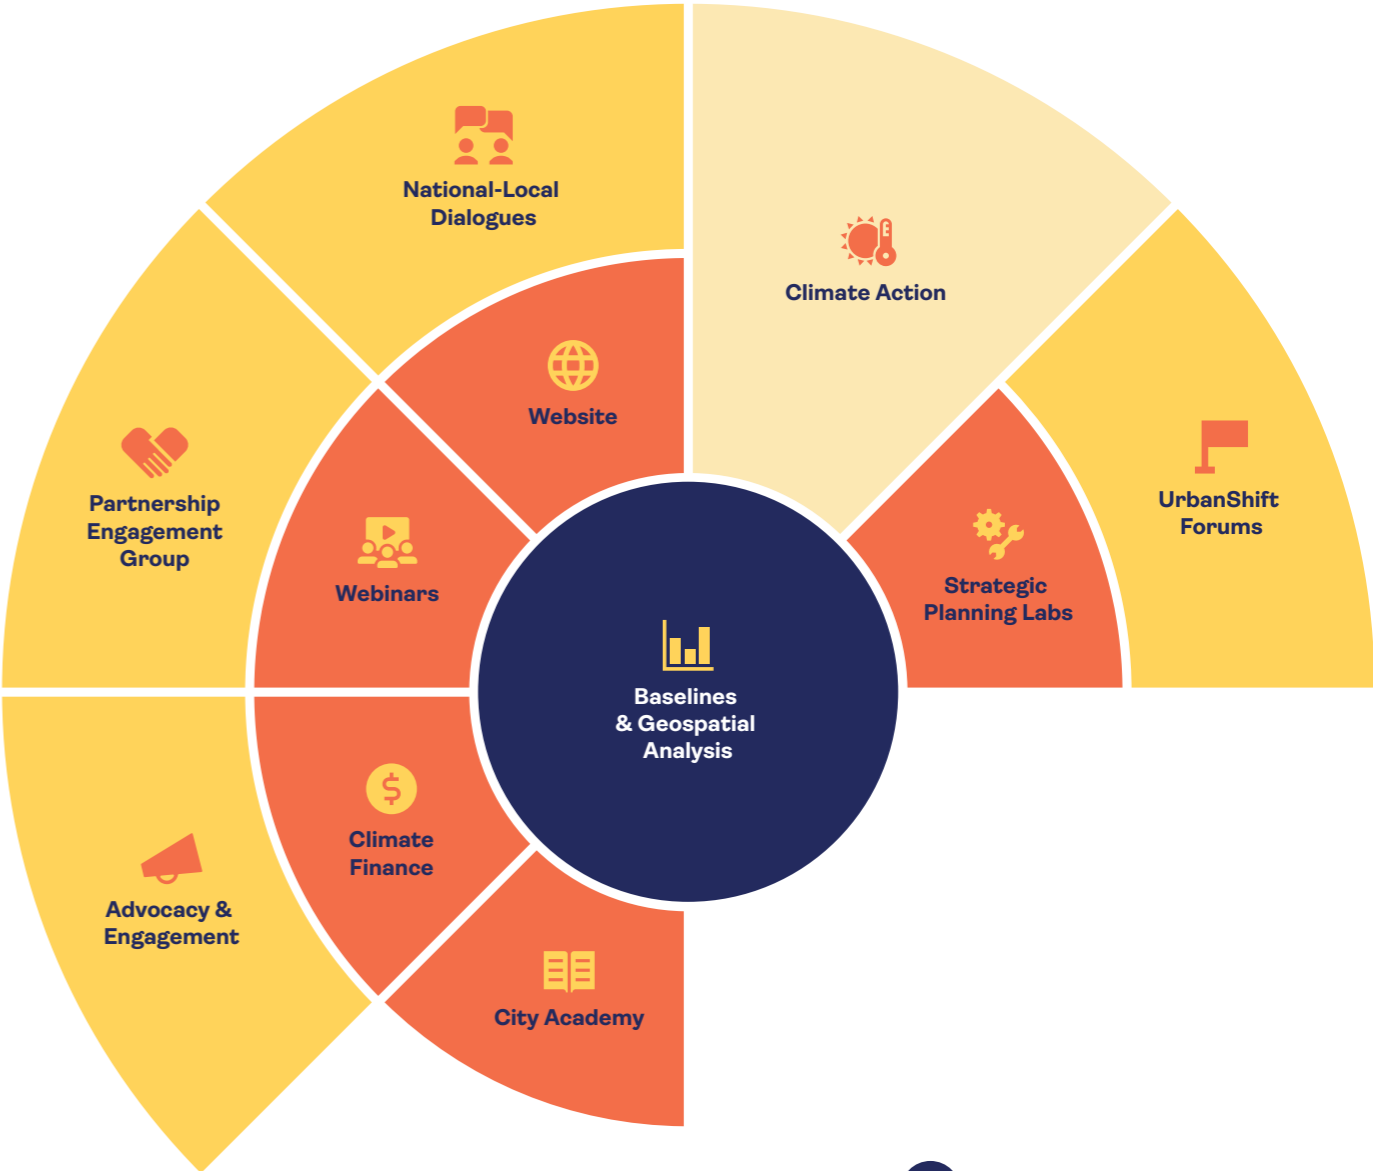 National-Local
Dialogues
Climate Action
Website
UrbanShift
Forums
Partnership
Engagement
Group
Webinars
Strategic
Planning Labs
Baselines
& Geospatial
Analysis
Climate
Finance
Advocacy &
Engagement
City Academy